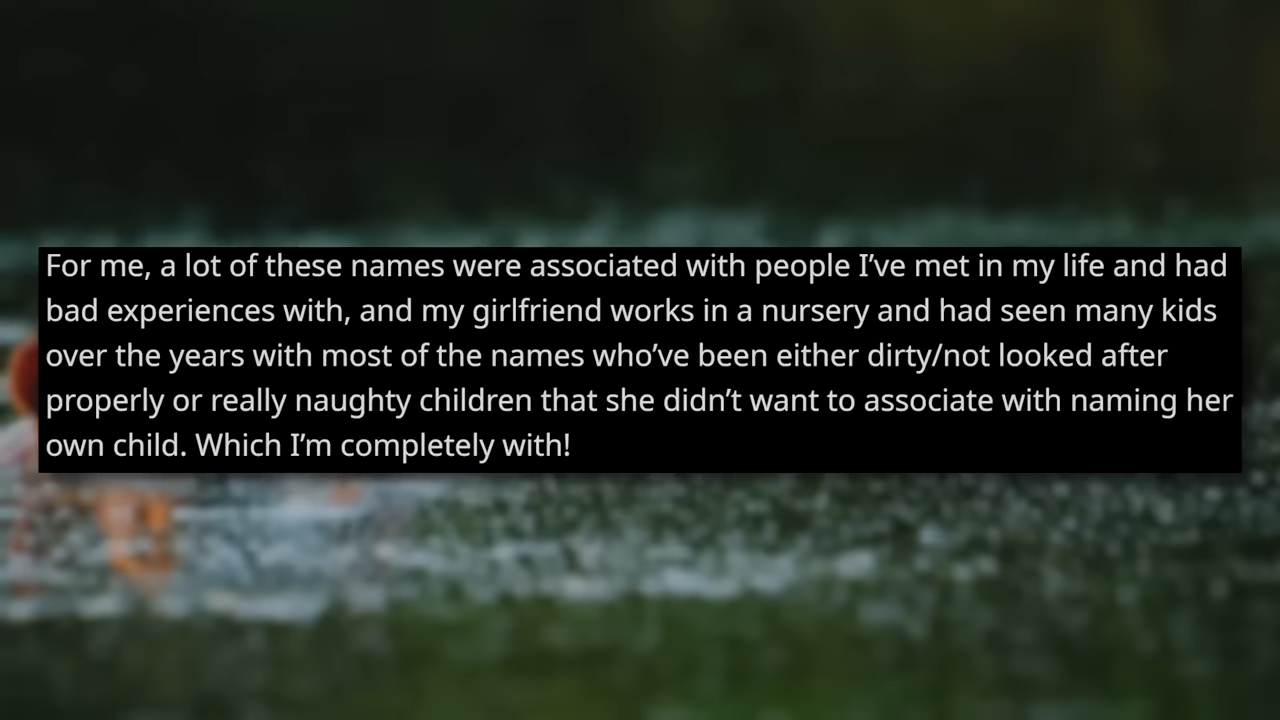 For me, a lot of these names were associated with people I’ve met in my life and had
bad experiences with, and my girlfriend works in a nursery and had seen many kids
over the years with most of the names who’ve been either dirty/not looked after
properly or really naughty children that she didn’t want to associate with naming her
own child. Which I’m completely with!